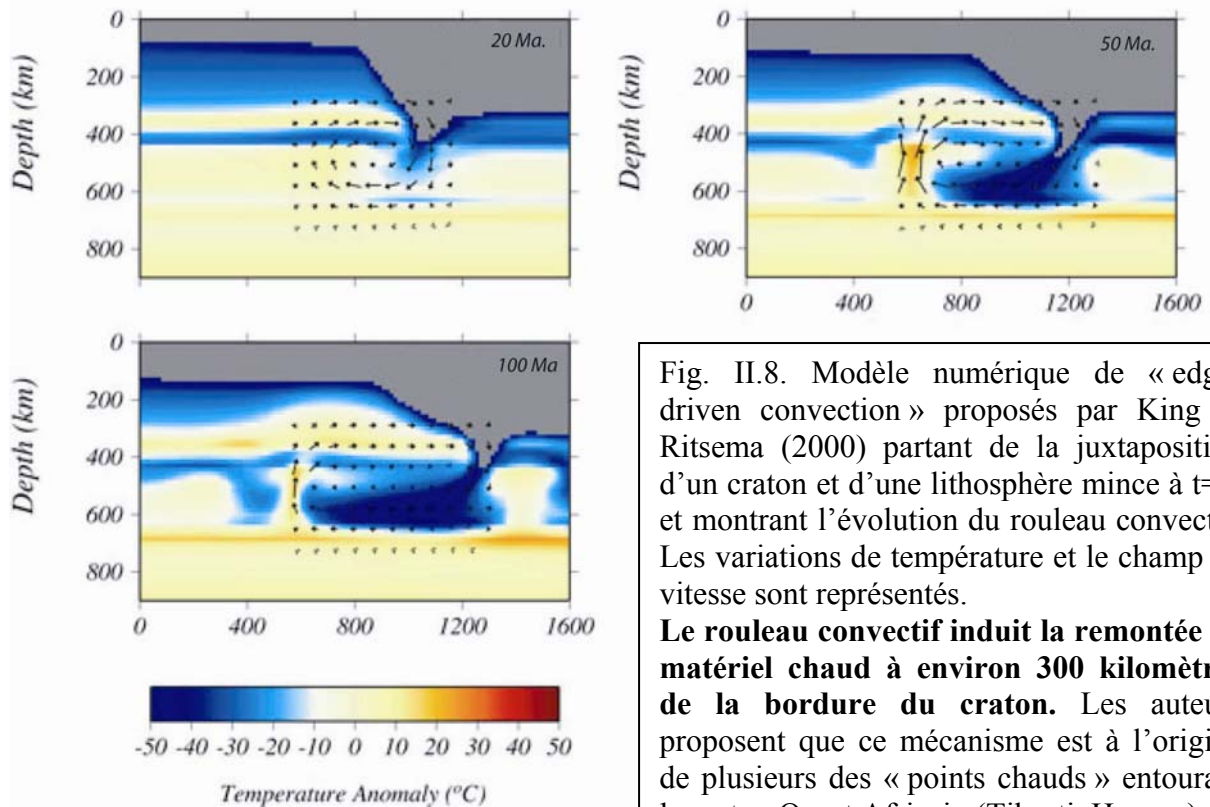 0
200
400
600
800
Depth (km)
20 Ma.
0
200
400
600
800
Depth (km)
50 Ma.
0 400 800 1200 1600
0
200
400
600
800
Depth (km)
100 Ma
0 400 800 1200 1600
-50 -40 -30 -20 -10 0 10 20 30 40 50
Temperature Anomaly (ºC)
Fig. II.8. Modèle numérique de « edg
driven convection » proposés par King
Ritsema (2000) partant de la juxtapositi
d’un craton et d’une lithosphère mince à t=
et montrant l’évolution du rouleau convect
Les variations de température et le champ
vitesse sont représentés.
Le rouleau convectif induit la remontée
matériel chaud à environ 300 kilomètr
de la bordure du craton. Les auteu
proposent que ce mécanisme est à l’origi
de plusieurs des « points chauds » entoura